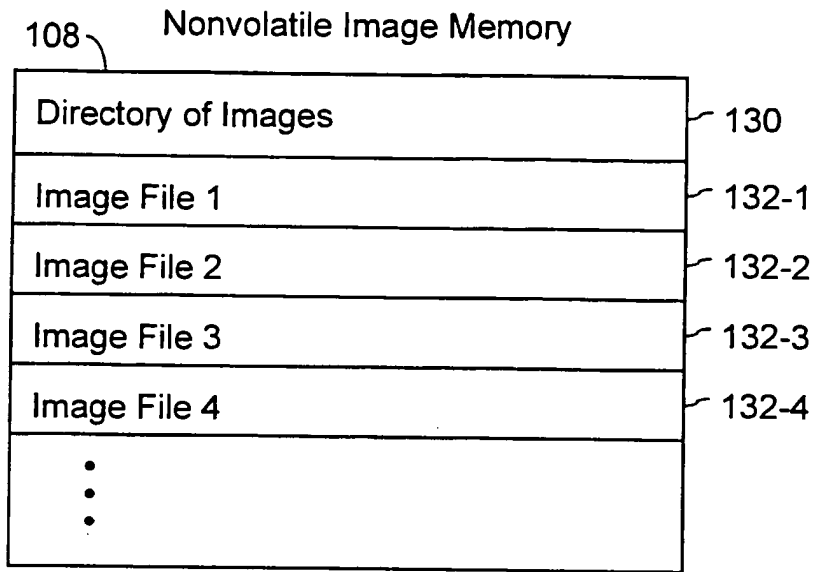 Nonvolatile Image Memory
108
Directory of Images 130
Image File 1 132-1
Image File 2 132-2
Image File 3 132-3
Image File 4 132-4